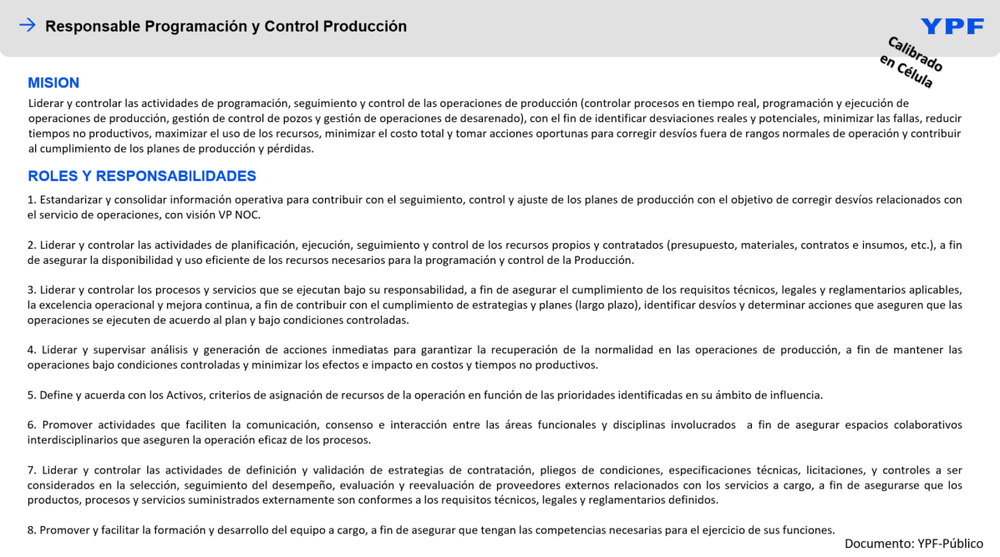 → Responsable Programación y Control Producción
YPF
Calibrado
en Célula
MISION
Liderar y controlar las actividades de programación, seguimiento y control de las operaciones de producción (controlar procesos en tiempo real, programación y ejecución de
operaciones de producción, gestión de control de pozos y gestión de operaciones de desarenado), con el fin de identificar desviaciones reales y potenciales, minimizar las fallas, reducir
tiempos no productivos, maximizar el uso de los recursos, minimizar el costo total y tomar acciones oportunas para corregir desvíos fuera de rangos normales de operación y contribuir
al cumplimiento de los planes de producción y pérdidas.
ROLES Y RESPONSABILIDADES
1. Estandarizar y consolidar información operativa para contribuir con el seguimiento, control y ajuste de los planes de producción con el objetivo de corregir desvíos relacionados con
el servicio de operaciones, con visión VP NOC.
2. Liderar y controlar las actividades de planificación, ejecución, seguimiento y control de los recursos propios y contratados (presupuesto, materiales, contratos e insumos, etc.), a fin
de asegurar la disponibilidad y uso eficiente de los recursos necesarios para la programación y control de la Producción.
3. Liderar y controlar los procesos y servicios que se ejecutan bajo su responsabilidad, a fin de asegurar el cumplimiento de los requisitos técnicos, legales y reglamentarios aplicables,
la excelencia operacional y mejora continua, a fin de contribuir con el cumplimiento de estrategias y planes (largo plazo), identificar desvíos y determinar acciones que aseguren que las
operaciones se ejecuten de acuerdo al plan y bajo condiciones controladas.
4. Liderar y supervisar análisis y generación de acciones inmediatas para garantizar la recuperación de la normalidad en las operaciones de producción, a fin de mantener las
operaciones bajo condiciones controladas y minimizar los efectos e impacto en costos y tiempos no productivos.
5. Define y acuerda con los Activos, criterios de asignación de recursos de la operación en función de las prioridades identificadas en su ámbito de influencia.
6. Promover actividades que faciliten la comunicación, consenso e interacción entre las áreas funcionales y disciplinas involucrados a fin de asegurar espacios colaborativos
interdisciplinarios que aseguren la operación eficaz de los procesos.
7. Liderar y controlar las actividades de definición y validación de estrategias de contratación, pliegos de condiciones, especificaciones técnicas, licitaciones, y controles a ser
considerados en la selección, seguimiento del desempeño, evaluación y reevaluación de proveedores externos relacionados con los servicios a cargo, a fin de asegurarse que los
productos, procesos y servicios suministrados externamente son conformes a los requisitos técnicos, legales y reglamentarios definidos.
8. Promover y facilitar la formación y desarrollo del equipo a cargo, a fin de asegurar que tengan las competencias necesarias para el ejercicio de sus funciones.
Documento: YPF-Público